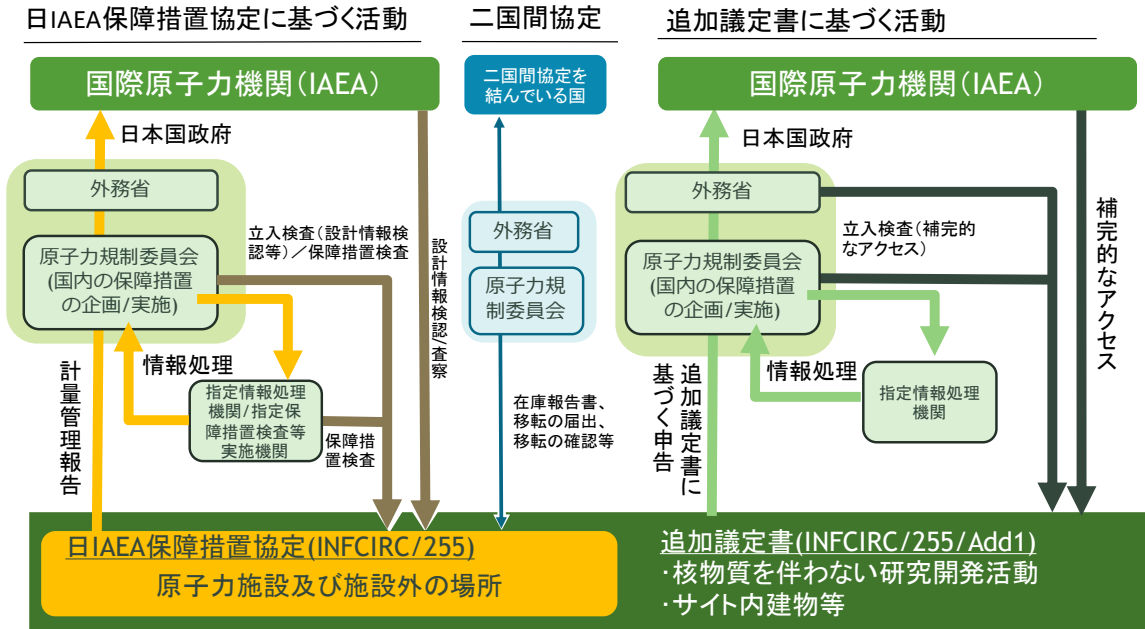 日IAEA保障措置協定に基づく活動
国際原子力機関(IAEA)
日本国政府
外務省
原子力規制委員会
(国内の保障措置
の企画/実施)
立入検査(設計情報検
認等)/保障措置検査
設計情報検認/査察
情報処理
計量管理報告
指定情報処理
機関/指定保
障措置検査等
実施機関
保障措
置検査
二国間協定
二国間協定を
結んでいる国
外務省
原子力規
制委員会
在庫報告書、
移転の届出、
移転の確認等
追加議定書に基づく活動
国際原子力機関(IAEA)
日本国政府
外務省
原子力規制委員会
(国内の保障措置
の企画/実施)
立入検査(補完的
なアクセス)
補完的なアクセス
情報処理
追加議定書に
基づく申告
指定情報処理
機関
日IAEA保障措置協定(INFCIRC/255)
原子力施設及び施設外の場所
追加議定書(INFCIRC/255/Add1)
・核物質を伴わない研究開発活動
・サイト内建物等